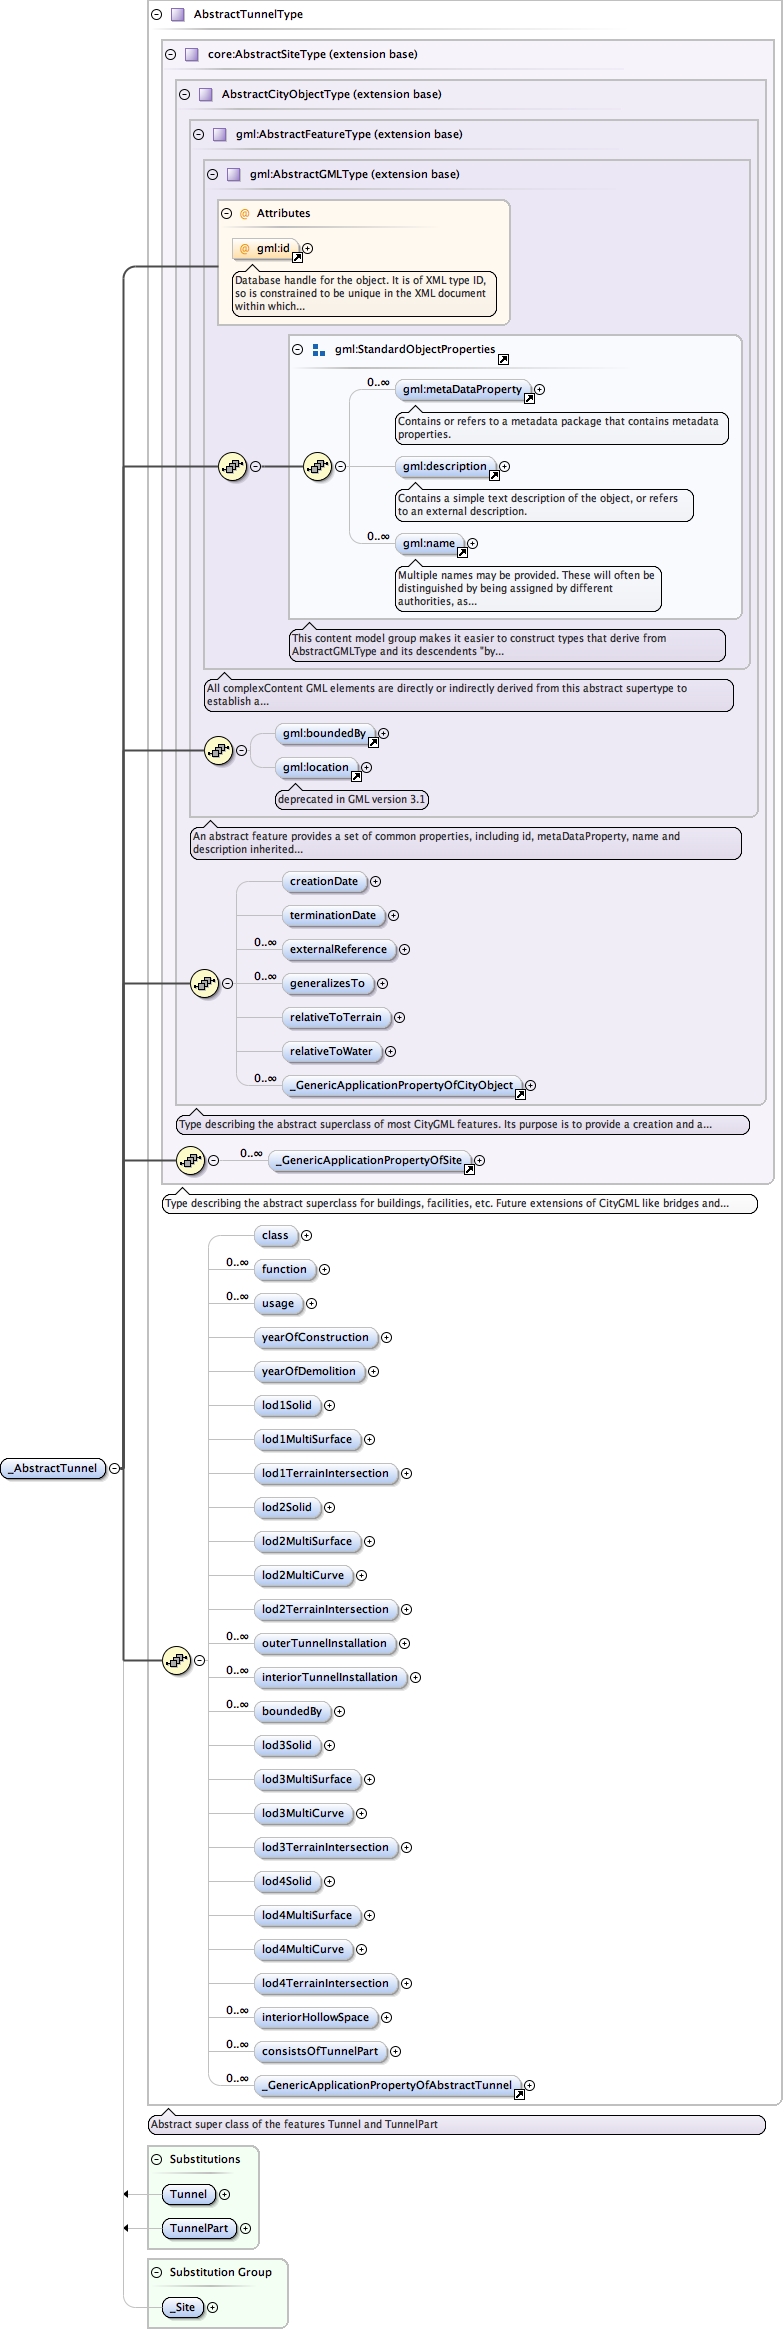 AbstractTunnelType
core:AbstractSiteType (extension base)
AbstractCityObjectType (extension base)
gml:AbstractFeatureType (extension base)
gml:AbstractGMLType (extension base)
@ Attributes
@ gml:id
Database handle for the object. It is of XML type ID,
so is constrained to be unique in the XML document
within which...
gml:StandardObjectProperties
0..∞
gml:metaDataProperty
Contains or refers to a metadata package that contains metadata
properties.
gml:description
Contains a simple text description of the object, or refers
to an external description.
0..∞
gml:name
Multiple names may be provided. These will often be
distinguished by being assigned by different
authorities, as...
This content model group makes it easier to construct types that derive from
AbstractGMLType and its descendents "by...
All complexContent GML elements are directly or indirectly derived from this abstract supertype to
establish a...
gml:boundedBy
gml:location
deprecated in GML version 3.1
An abstract feature provides a set of common properties, including id, metaDataProperty, name and
description inherited...
creationDate
terminationDate
0..∞
externalReference
0..∞
generalizesTo
relativeToTerrain
relativeToWater
0..∞
_GenericApplicationPropertyOfCityObject
Type describing the abstract superclass of most CityGML features. Its purpose is to provide a creation and a...
0..∞
_GenericApplicationPropertyOfSite
Type describing the abstract superclass for buildings, facilities, etc. Future extensions of CityGML like bridges and...
class
0..∞
function
0..∞
usage
yearOfConstruction
yearOfDemolition
lod1Solid
lod1MultiSurface
_AbstractTunnel
lod1TerrainIntersection
lod2Solid
lod2MultiSurface
lod2MultiCurve
lod2TerrainIntersection
0..∞
outerTunnelInstallation
0..∞
interiorTunnelInstallation
0..∞
boundedBy
lod3Solid
lod3MultiSurface
lod3MultiCurve
lod3TerrainIntersection
lod4Solid
lod4MultiSurface
lod4MultiCurve
lod4TerrainIntersection
0..∞
interiorHollowSpace
0..∞
consistsOfTunnelPart
0..∞
_GenericApplicationPropertyOfAbstractTunnel
Abstract super class of the features Tunnel and TunnelPart
Substitutions
Tunnel
TunnelPart
Substitution Group
_Site